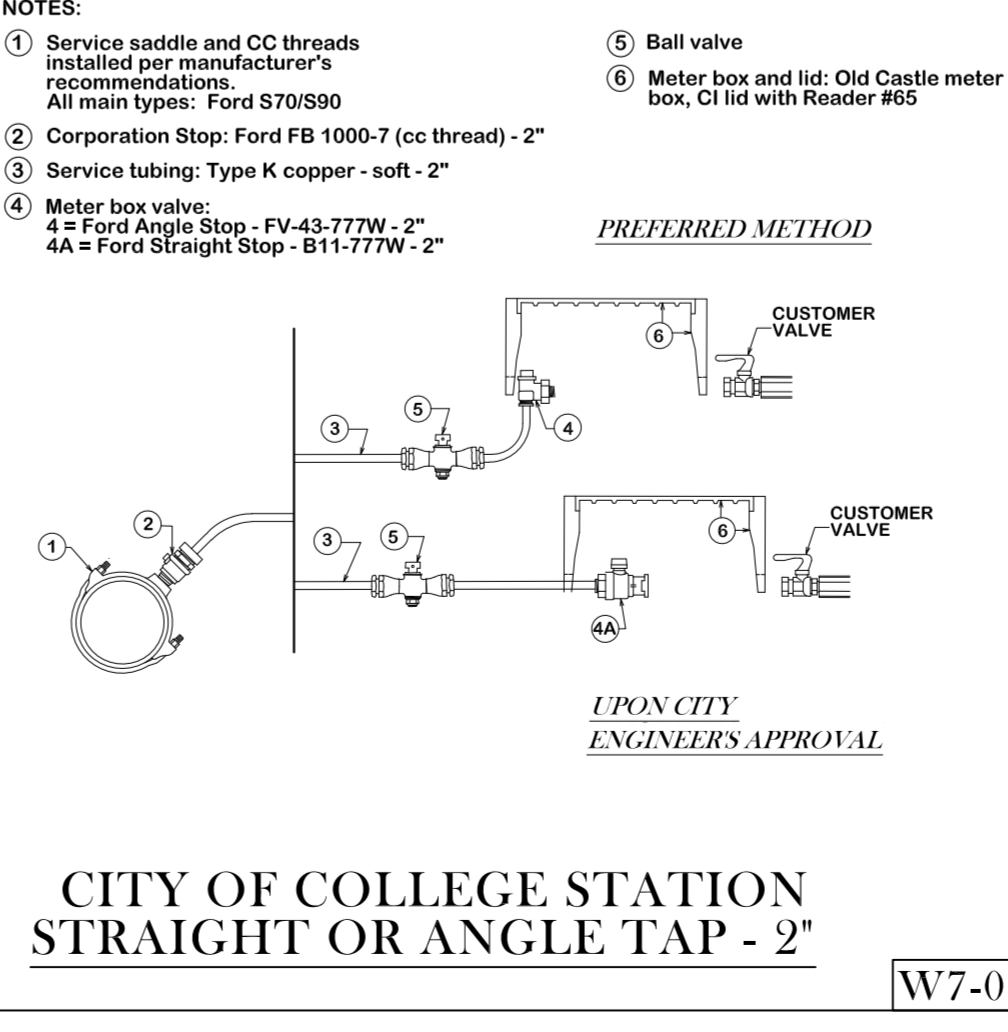 NOTES:
1 Service saddle and CC threads
installed per manufacturer's
recommendations.
All main types: Ford S70/S90
2 Corporation Stop: Ford FB 1000-7 (cc thread) - 2"
3 Service tubing: Type K copper - soft - 2"
4 Meter box valve:
4 = Ford Angle Stop - FV-43-777W - 2"
4A = Ford Straight Stop - B11-777W - 2"
5 Ball valve
6 Meter box and lid: Old Castle meter
box, CI lid with Reader #65
PREFERRED METHOD
CUSTOMER
VALVE
6
5
4
3
2
1
3
5
6
CUSTOMER
VALVE
4A
UPON CITY
ENGINEER'S APPROVAL
CITY OF COLLEGE STATION
STRAIGHT OR ANGLE TAP - 2"
W7-0